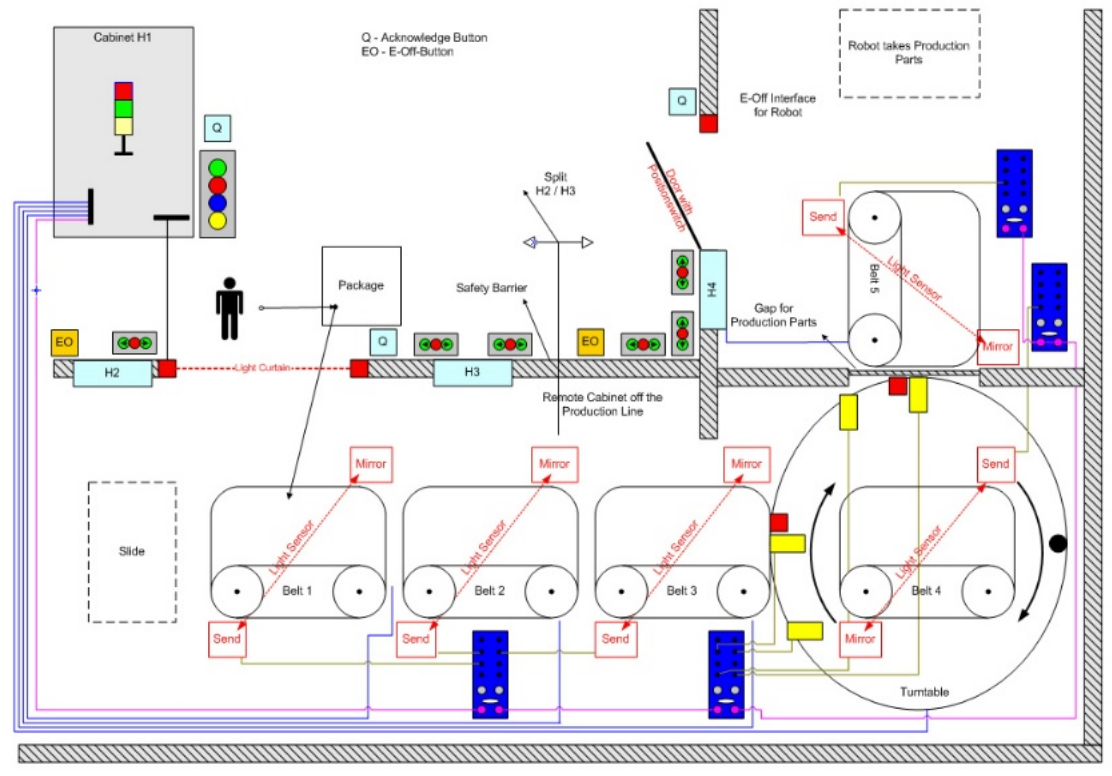 Cabinet H1
Q - Acknowledge Button
EO - E-Off-Button
Robot takes Production
Parts
Q
E-Off Interface
for Robot
Q
Door with
Positionswitch
Split
H2 / H3
Send
Light Sensor
Belt 5
Package
Safety Barrier
H4
Gap for
Production Parts
EO
Q
EO
Mirror
H2
Light Curtain
H3
Remote Cabinet off the
Production Line
Mirror
Mirror
Mirror
Send
Slide
Light Sensor
Light Sensor
Light Sensor
Light Sensor
Belt 1
Belt 2
Belt 3
Belt 4
Send
Send
Send
Mirror
Turntable